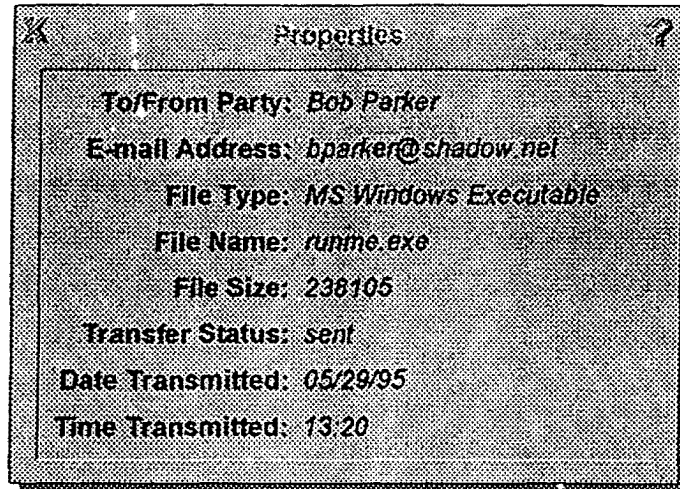 X Properties ?
To/From Party: Bob Parker
E-mail Address: bparker@shadow.net
File Type: MS Windows Executable
File Name: runme.exe
File Size: 238105
Transfer Status: sent
Date Transmitted: 05/29/95
Time Transmitted: 13:20